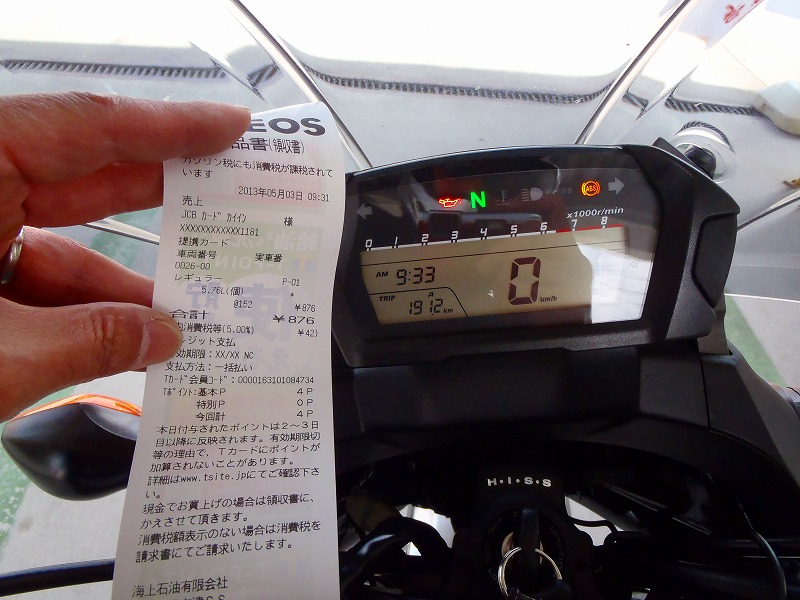 EOS
品書(領収書)
ガソリン税にも消費税が課税されて
います
2013年05月03日 09:31
売上
JCB カード カイイン 様
XXXXXXXXXXXX1181
提携カード
車両番号 実車番
0026-00
レギュラー P-01
5.76L(個) *
@152 ¥876
合計 ¥876
消費税等(5.00%) ¥42)
レジット支払
効期限:XX/XX NC
支払方法:一括払い
Tカード会員コード:0000163101084734
Tポイント:基本P 4P
特別P 0P
今回計 4P
本日付与されたポイントは2~3日
目以降に反映されます。有効期限切
等の理由で、Tカードにポイントが
加算されないことがあります。
詳細はwww.tsite.jpにてご確認下さ
い。
現金でお買上げの場合は領収書に、
かえさせて頂きます。
消費税額表示のない場合は消費税を
請求書にてご請求いたします。
海上石油有限会社
N
ABS
x1000r/min
0 1 2 3 4 5 6 7 8
AM 9:33
0 km/h
TRIP A
191.2 km
H·I·S·S